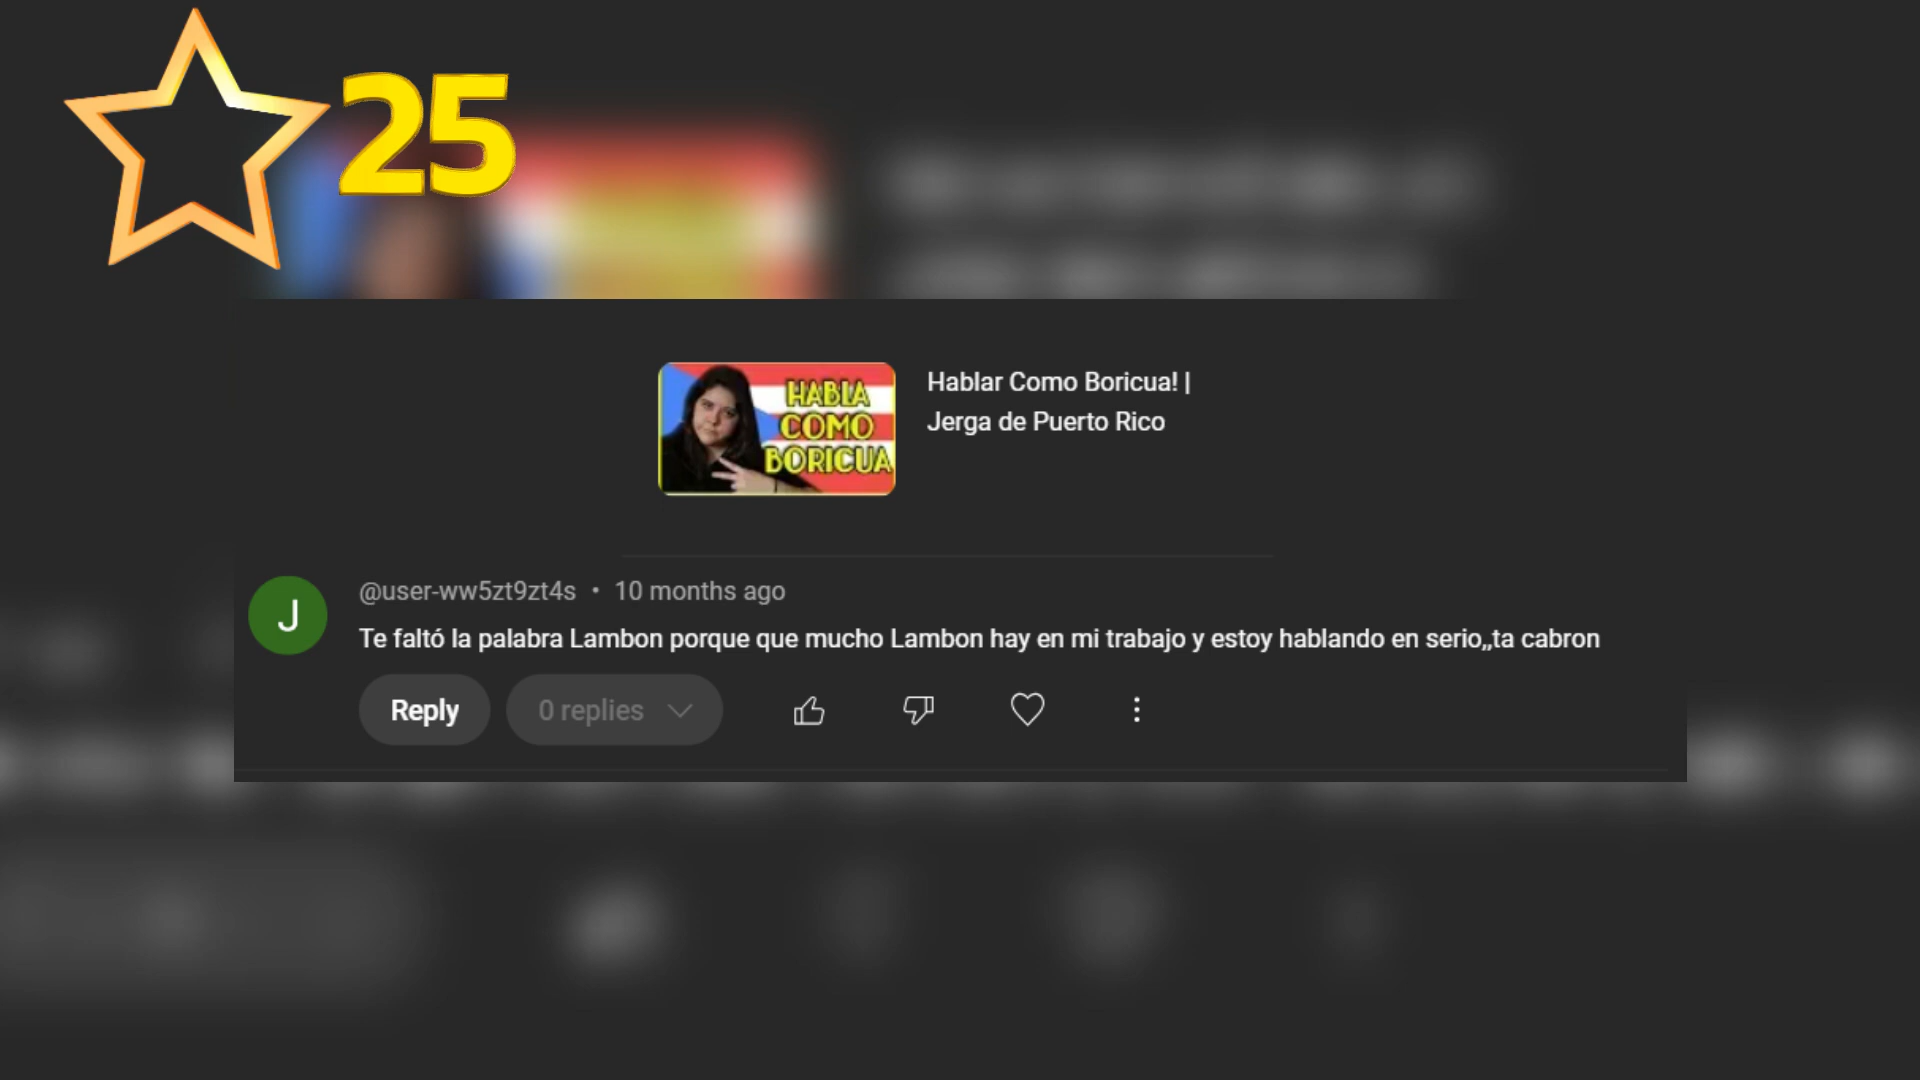 25
HABLA
COMO
BORICUA
Hablar Como Boricua! |
Jerga de Puerto Rico
J
@user-ww5zt9zt4s • 10 months ago
Te faltó la palabra Lambon porque que mucho Lambon hay en mi trabajo y estoy hablando en serio,,ta cabron
Reply
0 replies